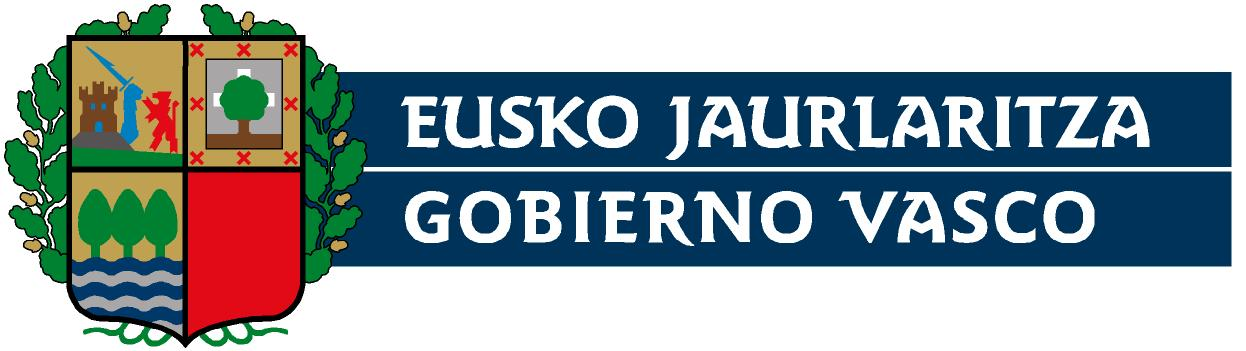 EUSKO JAURLARITZA
GOBIERNO VASCO